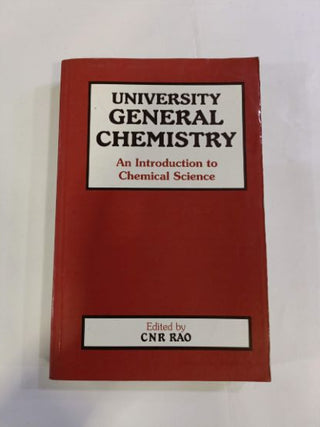 UNIVERSITY
GENERAL
CHEMISTRY
An Introduction to
Chemical Science
Edited by
CNR RAO